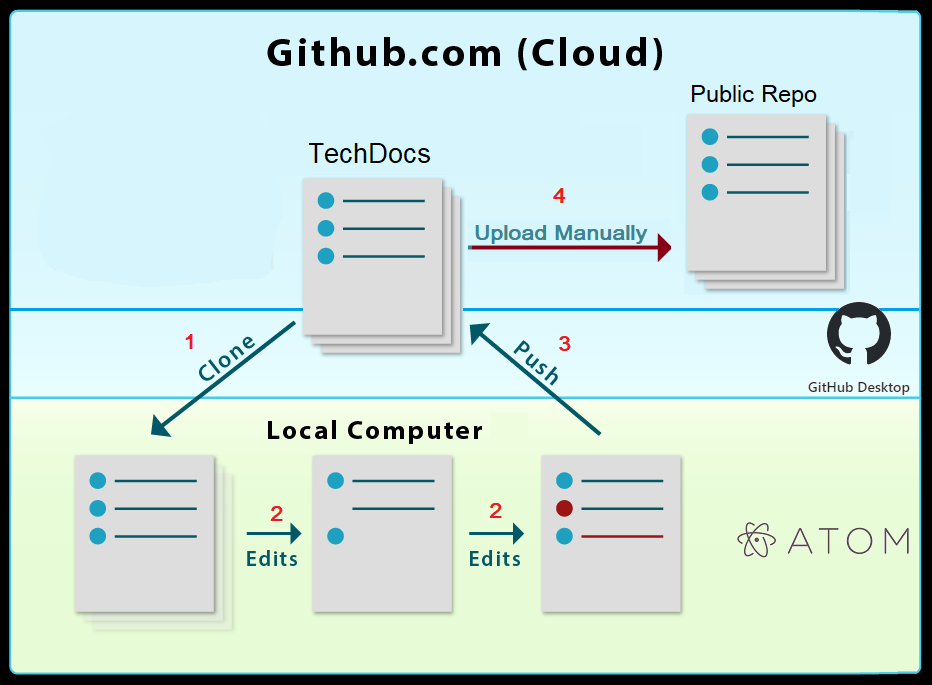 Github.com (Cloud)
Public Repo
TechDocs
4
Upload Manually
1
Clone
3
Push
GitHub Desktop
Local Computer
2
Edits
2
Edits
ATOM